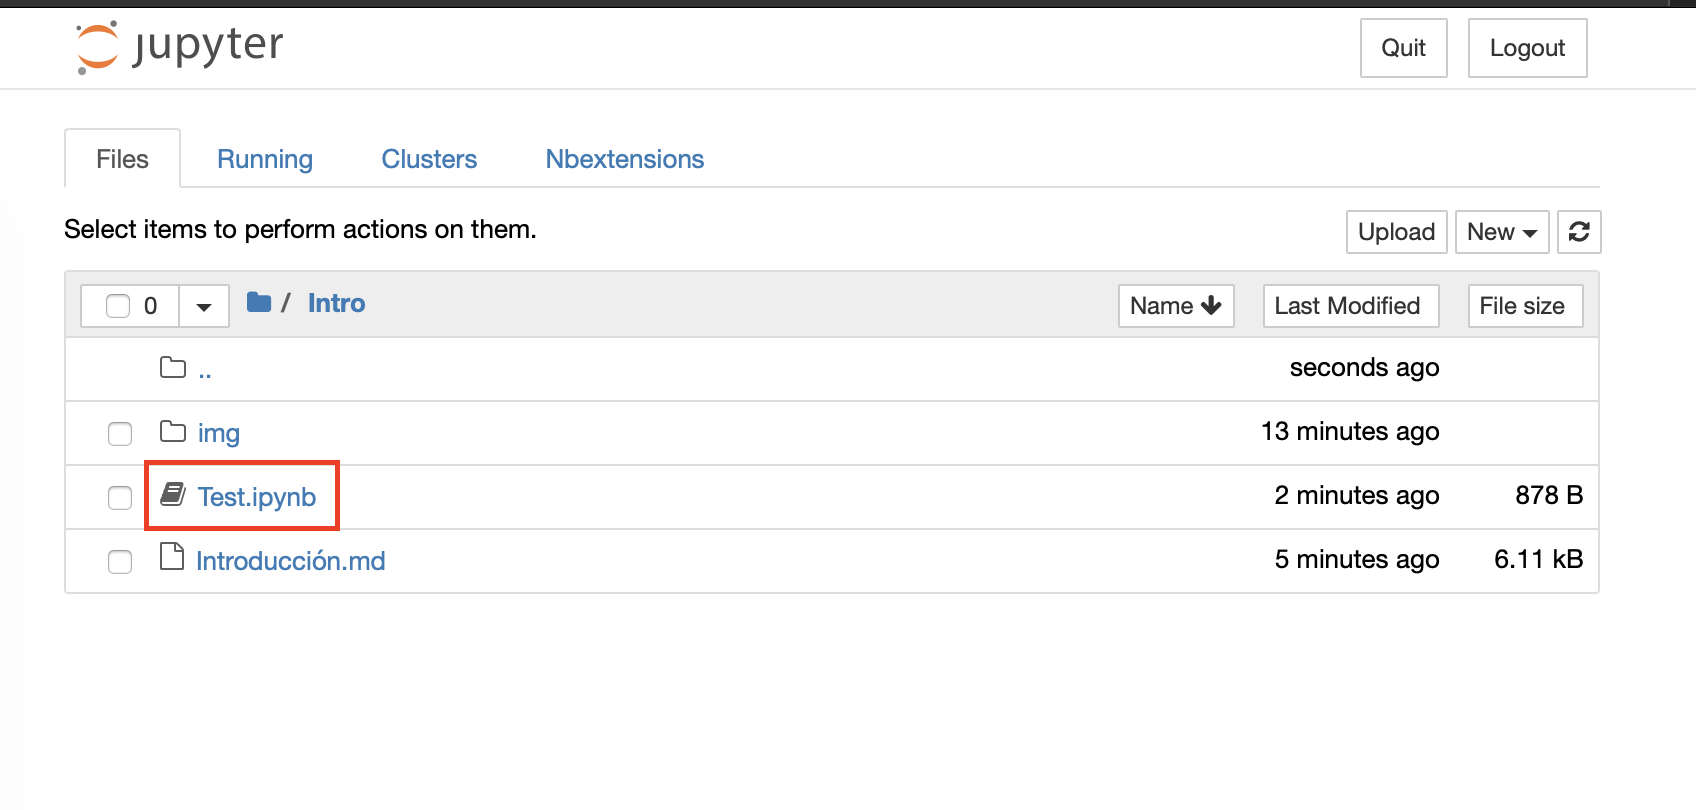 jupyter Quit Logout
Files Running Clusters Nbextensions
Select items to perform actions on them. Upload New
0 / Intro Name Last Modified File size
.. seconds ago
img 13 minutes ago
Test.ipynb 2 minutes ago 878 B
Introducción.md 5 minutes ago 6.11 kB